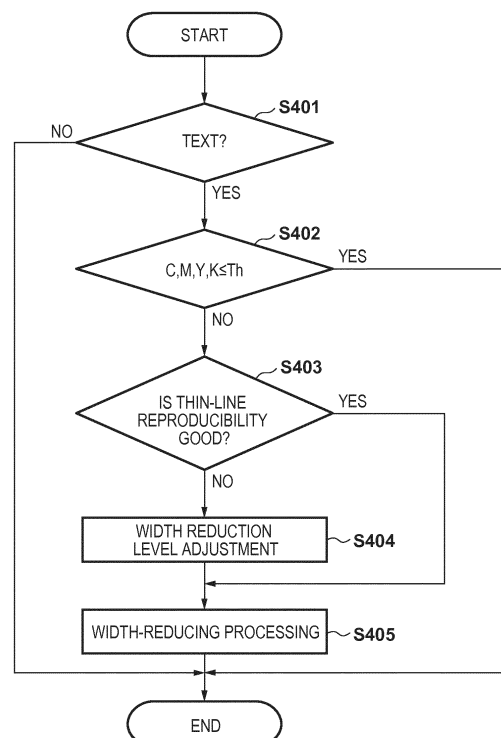 START
S401
NO
TEXT?
YES
S402
YES
C,M,Y,K≤Th
NO
S403
YES
IS THIN-LINE
REPRODUCIBILITY
GOOD?
NO
WIDTH REDUCTION
LEVEL ADJUSTMENT
S404
WIDTH-REDUCING PROCESSING
S405
END